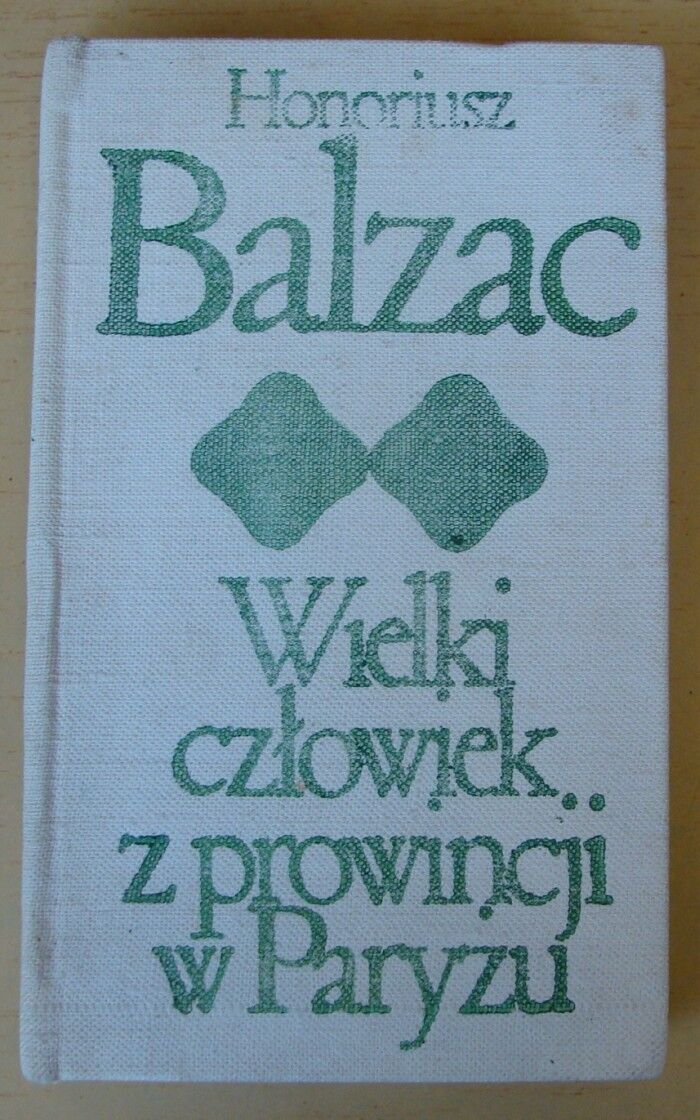 Honoriusz
Balzac
Wielki
człowiek
z prowincji
w Paryżu